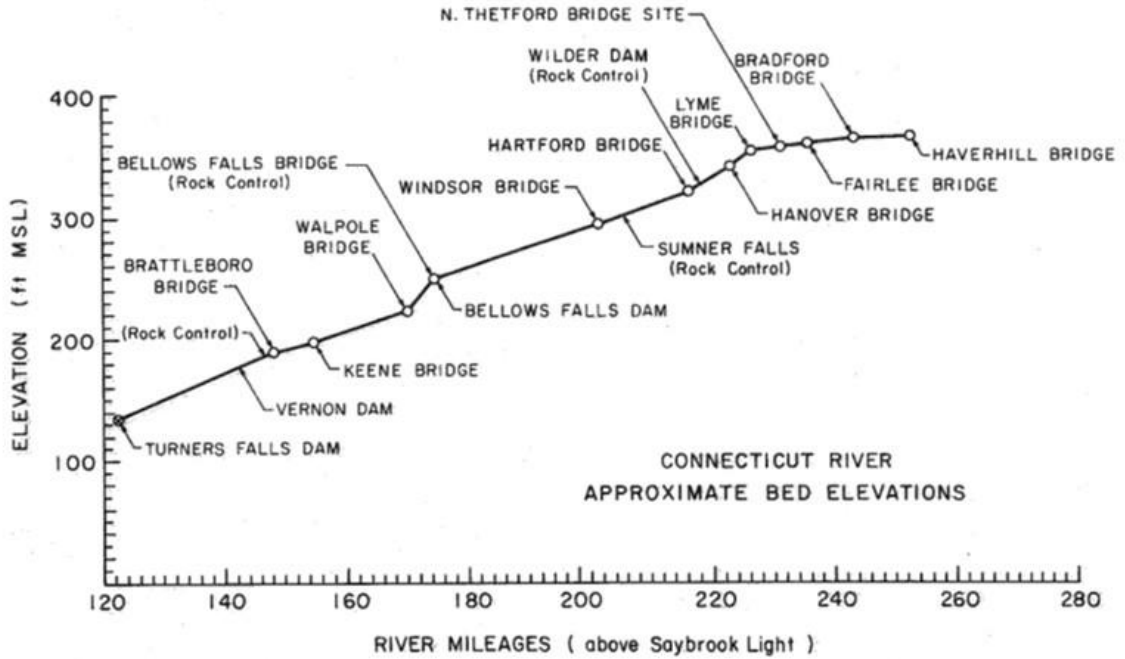 N. THETFORD BRIDGE SITE
WILDER DAM
(Rock Control)
BRADFORD
BRIDGE
LYME
BRIDGE
HARTFORD BRIDGE
HAVERHILL BRIDGE
BELLOWS FALLS BRIDGE
(Rock Control)
WINDSOR BRIDGE
FAIRLEE BRIDGE
HANOVER BRIDGE
WALPOLE
BRIDGE
SUMNER FALLS
(Rock Control)
BRATTLEBORO
BRIDGE
BELLOWS FALLS DAM
(Rock Control)
KEENE BRIDGE
VERNON DAM
TURNERS FALLS DAM
CONNECTICUT RIVER
APPROXIMATE BED ELEVATIONS
ELEVATION (ft MSL)
400
300
200
100
120 140 160 180 200 220 240 260 280
RIVER MILEAGES ( above Saybrook Light )